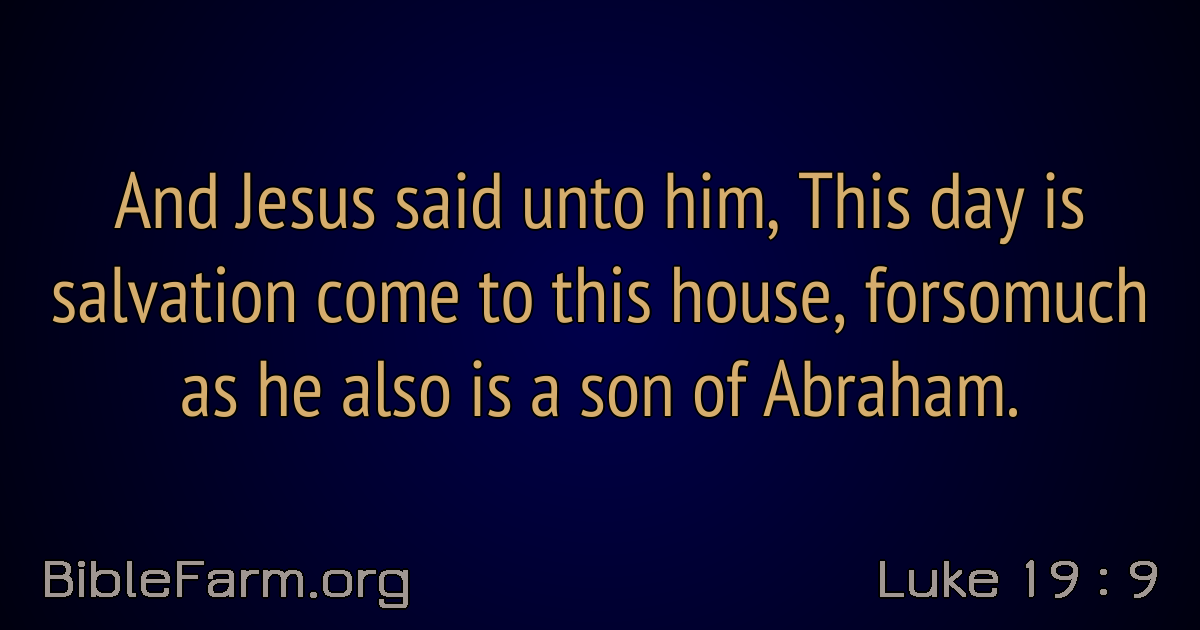 And Jesus said unto him, This day is
salvation come to this house, forsomuch
as he also is a son of Abraham.
BibleFarm.org
Luke 19 : 9